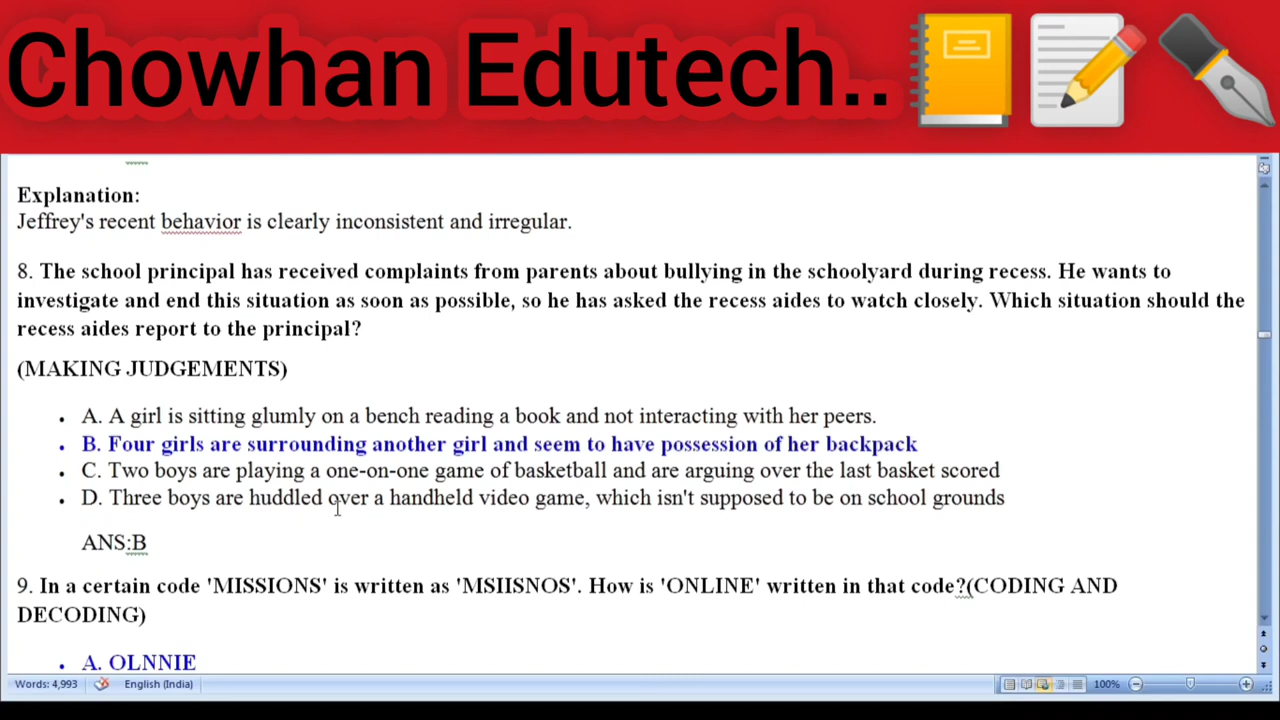 Chowhan Edutech..
Explanation:
Jeffrey's recent behavior is clearly inconsistent and irregular.
8. The school principal has received complaints from parents about bullying in the schoolyard during recess. He wants to
investigate and end this situation as soon as possible, so he has asked the recess aides to watch closely. Which situation should the
recess aides report to the principal?
(MAKING JUDGEMENTS)
• A. A girl is sitting glumly on a bench reading a book and not interacting with her peers.
• B. Four girls are surrounding another girl and seem to have possession of her backpack
• C. Two boys are playing a one-on-one game of basketball and are arguing over the last basket scored
• D. Three boys are huddled over a handheld video game, which isn't supposed to be on school grounds
ANS:B
9. In a certain code 'MISSIONS' is written as 'MSIISNOS'. How is 'ONLINE' written in that code?(CODING AND
DECODING)
• A. OLNNIE
Words: 4,993 English (India) 100%